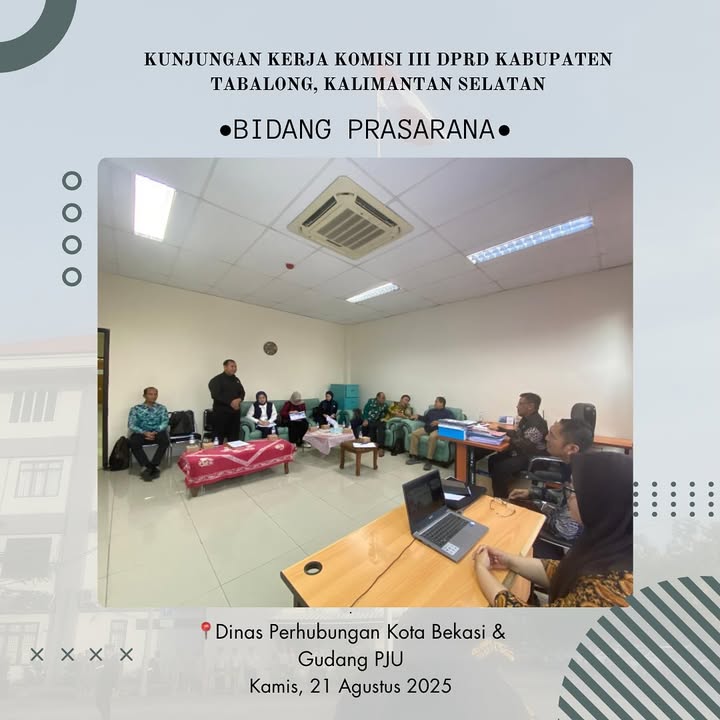 KUNJUNGAN KERJA KOMISI III DPRD KABUPATEN
TABALONG, KALIMANTAN SELATAN
•BIDANG PRASARANA•
Dinas Perhubungan Kota Bekasi &
Gudang PJU
Kamis, 21 Agustus 2025